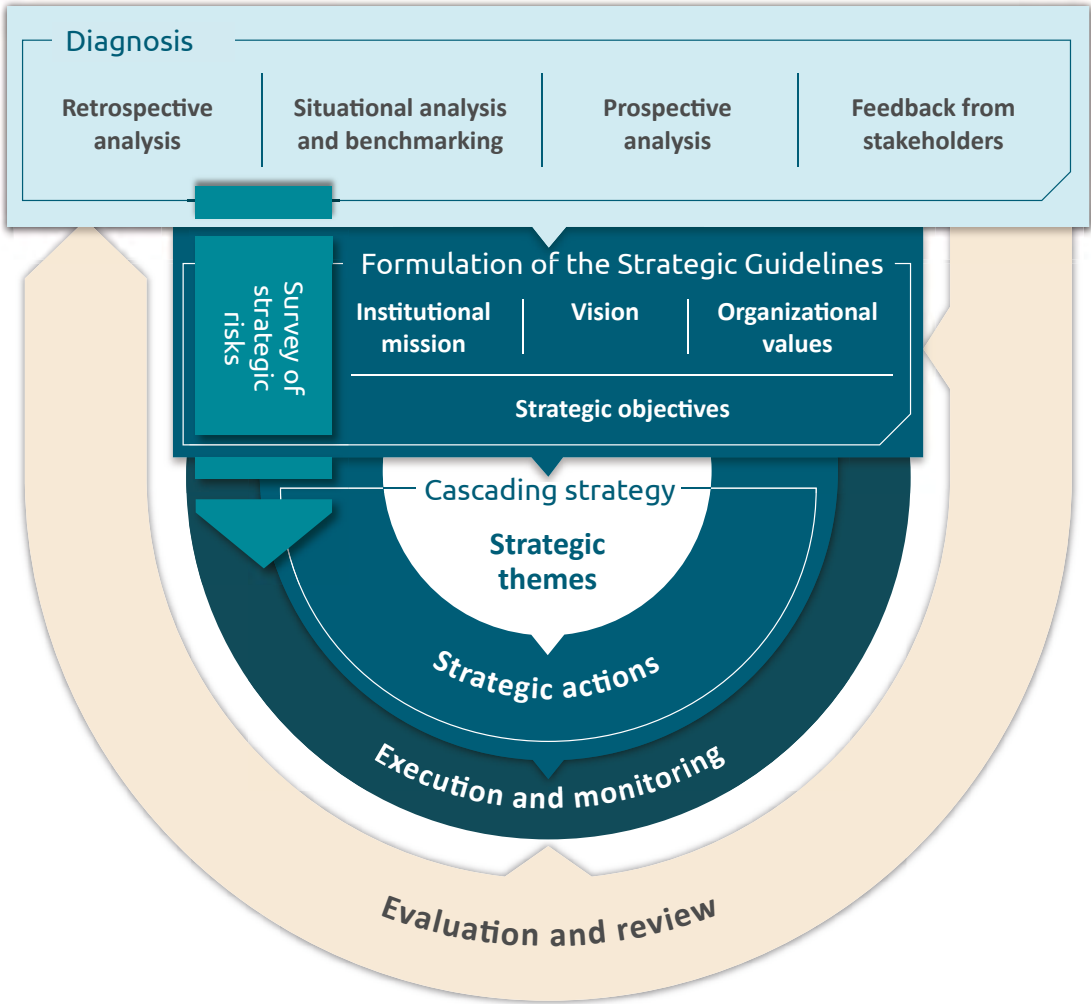 Diagnosis
Retrospective
analysis
Situational analysis
and benchmarking
Prospective
analysis
Feedback from
stakeholders
Survey of
strategic
risks
Formulation of the Strategic Guidelines
Institutional
mission
Vision
Organizational
values
Strategic objectives
Cascading strategy
Strategic
themes
Strategic actions
Execution and monitoring
Evaluation and review